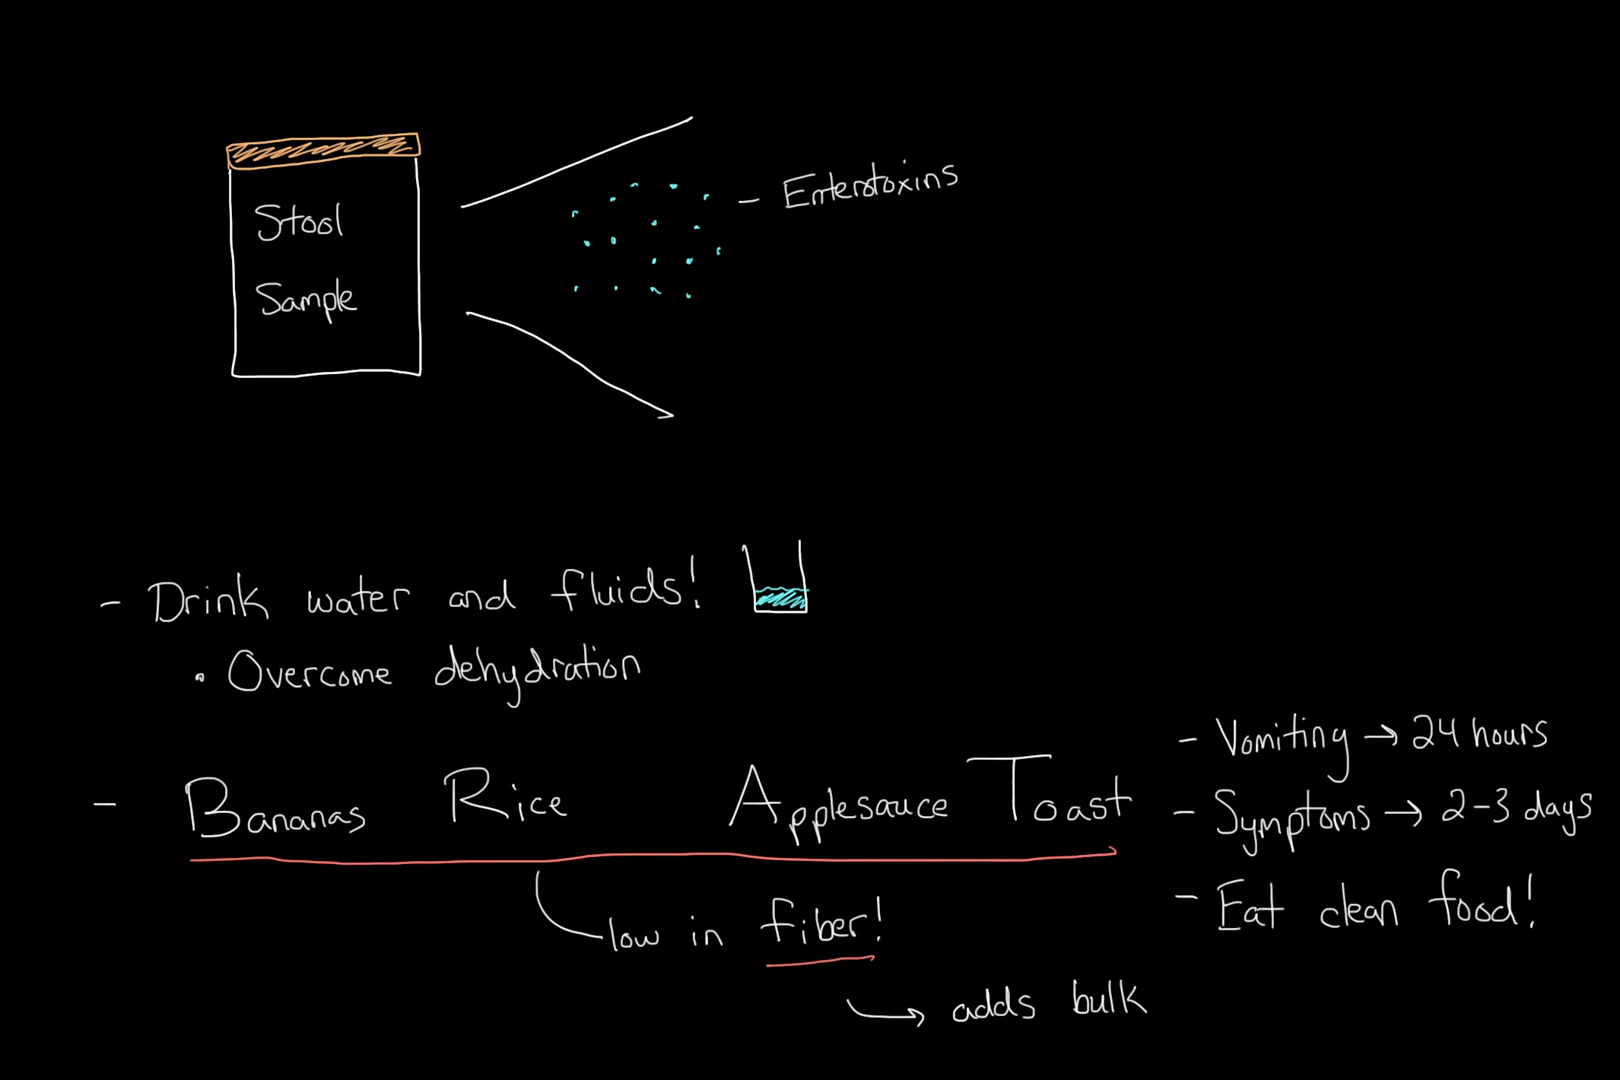 Stool
Sample
- Enterotoxins
- Drink water and fluids!
• Overcome dehydration
- Bananas Rice Applesauce Toast
low in fiber!
→ adds bulk
- Vomiting → 24 hours
- Symptoms → 2-3 days
- Eat clean food!